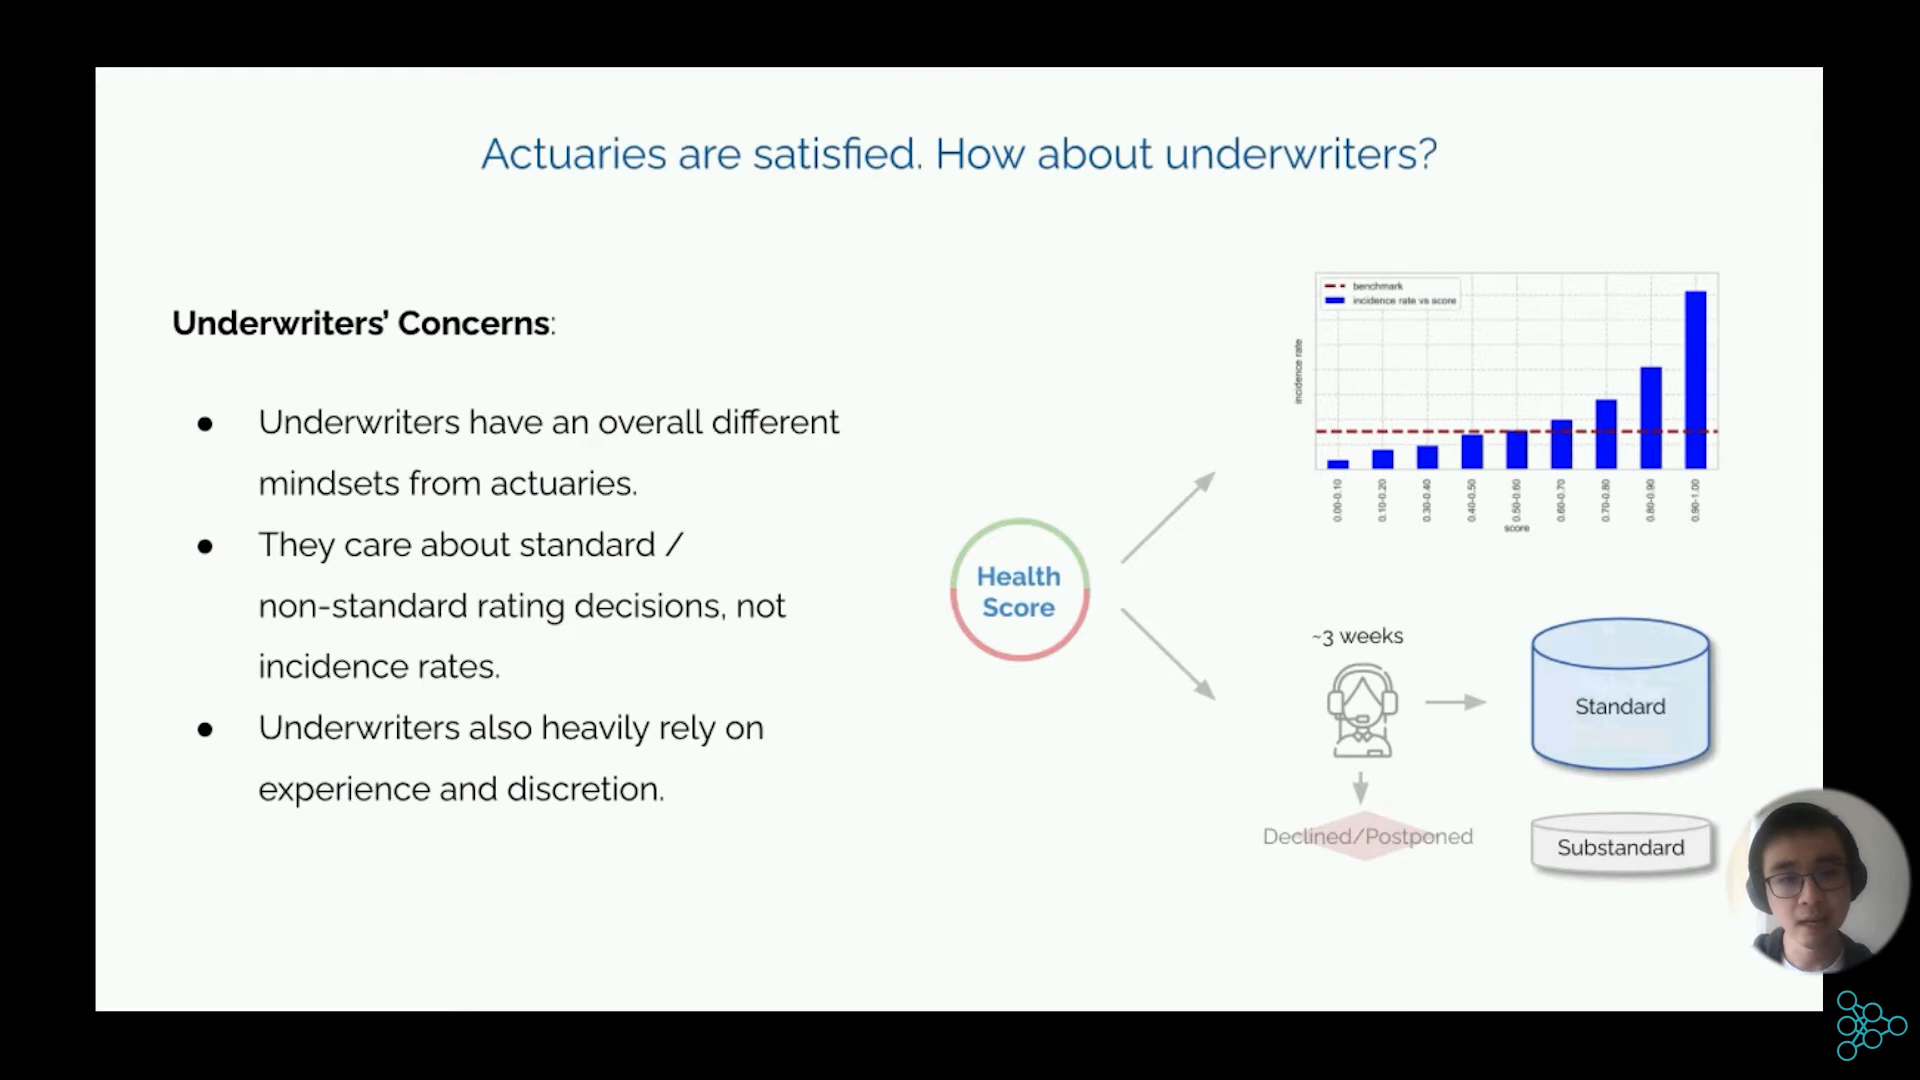 Actuaries are satisfied. How about underwriters?
Underwriters’ Concerns:
● Underwriters have an overall different
mindsets from actuaries.
● They care about standard /
non-standard rating decisions, not
incidence rates.
● Underwriters also heavily rely on
experience and discretion.
Health
Score
benchmark
incidence rate vs score
incidence rate
0.00-0.10
0.10-0.20
0.30-0.40
0.40-0.50
0.50-0.60
0.60-0.70
0.70-0.80
0.80-0.90
0.90-1.00
score
~3 weeks
Standard
Declined/Postponed
Substandard